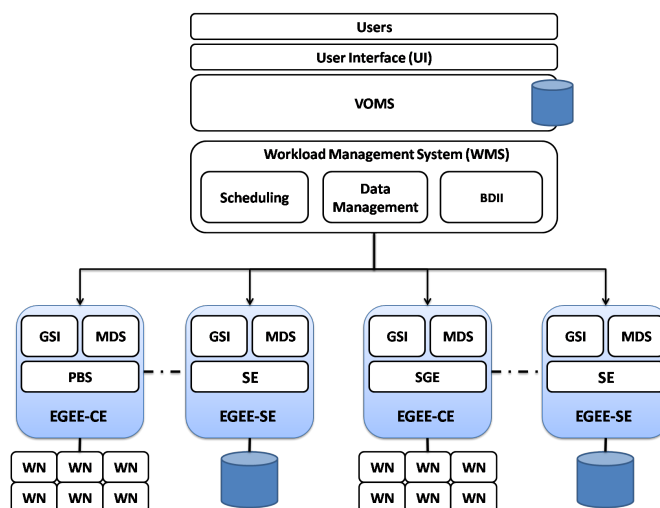 Users
User Interface (UI)
VOMS
Workload Management System (WMS)
Scheduling
Data
Management
BDII
GSI MDS
PBS
EGEE-CE
GSI MDS
SE
EGEE-SE
GSI MDS
SGE
EGEE-CE
GSI MDS
SE
EGEE-SE
WN WN WN
WN WN WN
WN WN WN
WN WN WN